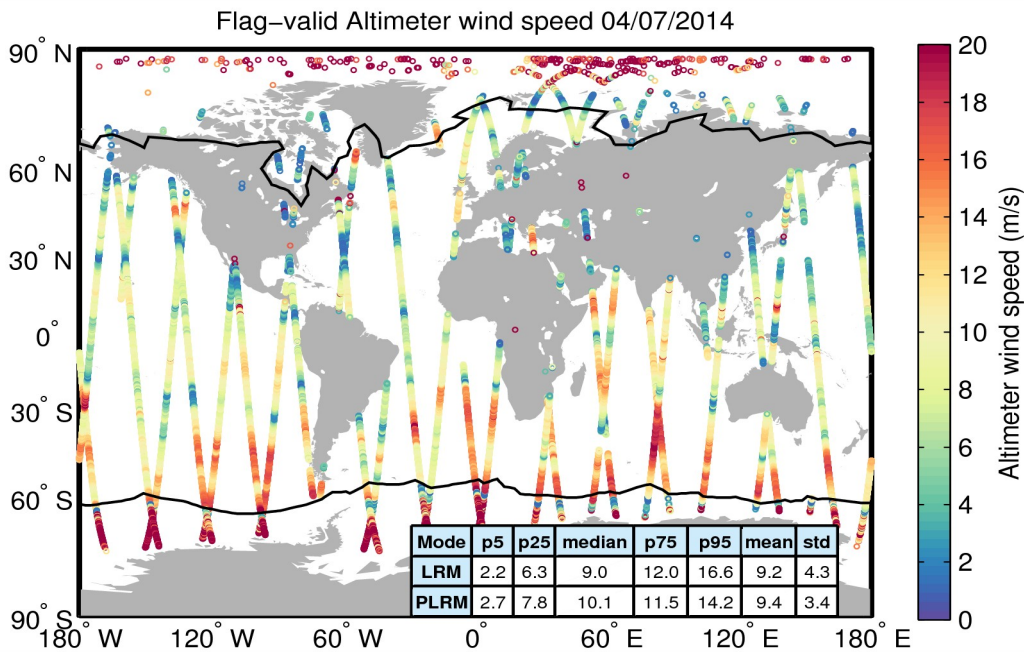 Flag−valid Altimeter wind speed 04/07/2014
90° N
60° N
30° N
0°
30° S
60° S
90° S
180° W
120° W
60° W
0°
60° E
120° E
180° E
Mode p5 p25 median p75 p95 mean std
LRM 2.2 6.3 9.0 12.0 16.6 9.2 4.3
PLRM 2.7 7.8 10.1 11.5 14.2 9.4 3.4
20
18
16
14
12
10
8
6
4
2
0
Altimeter wind speed (m/s)